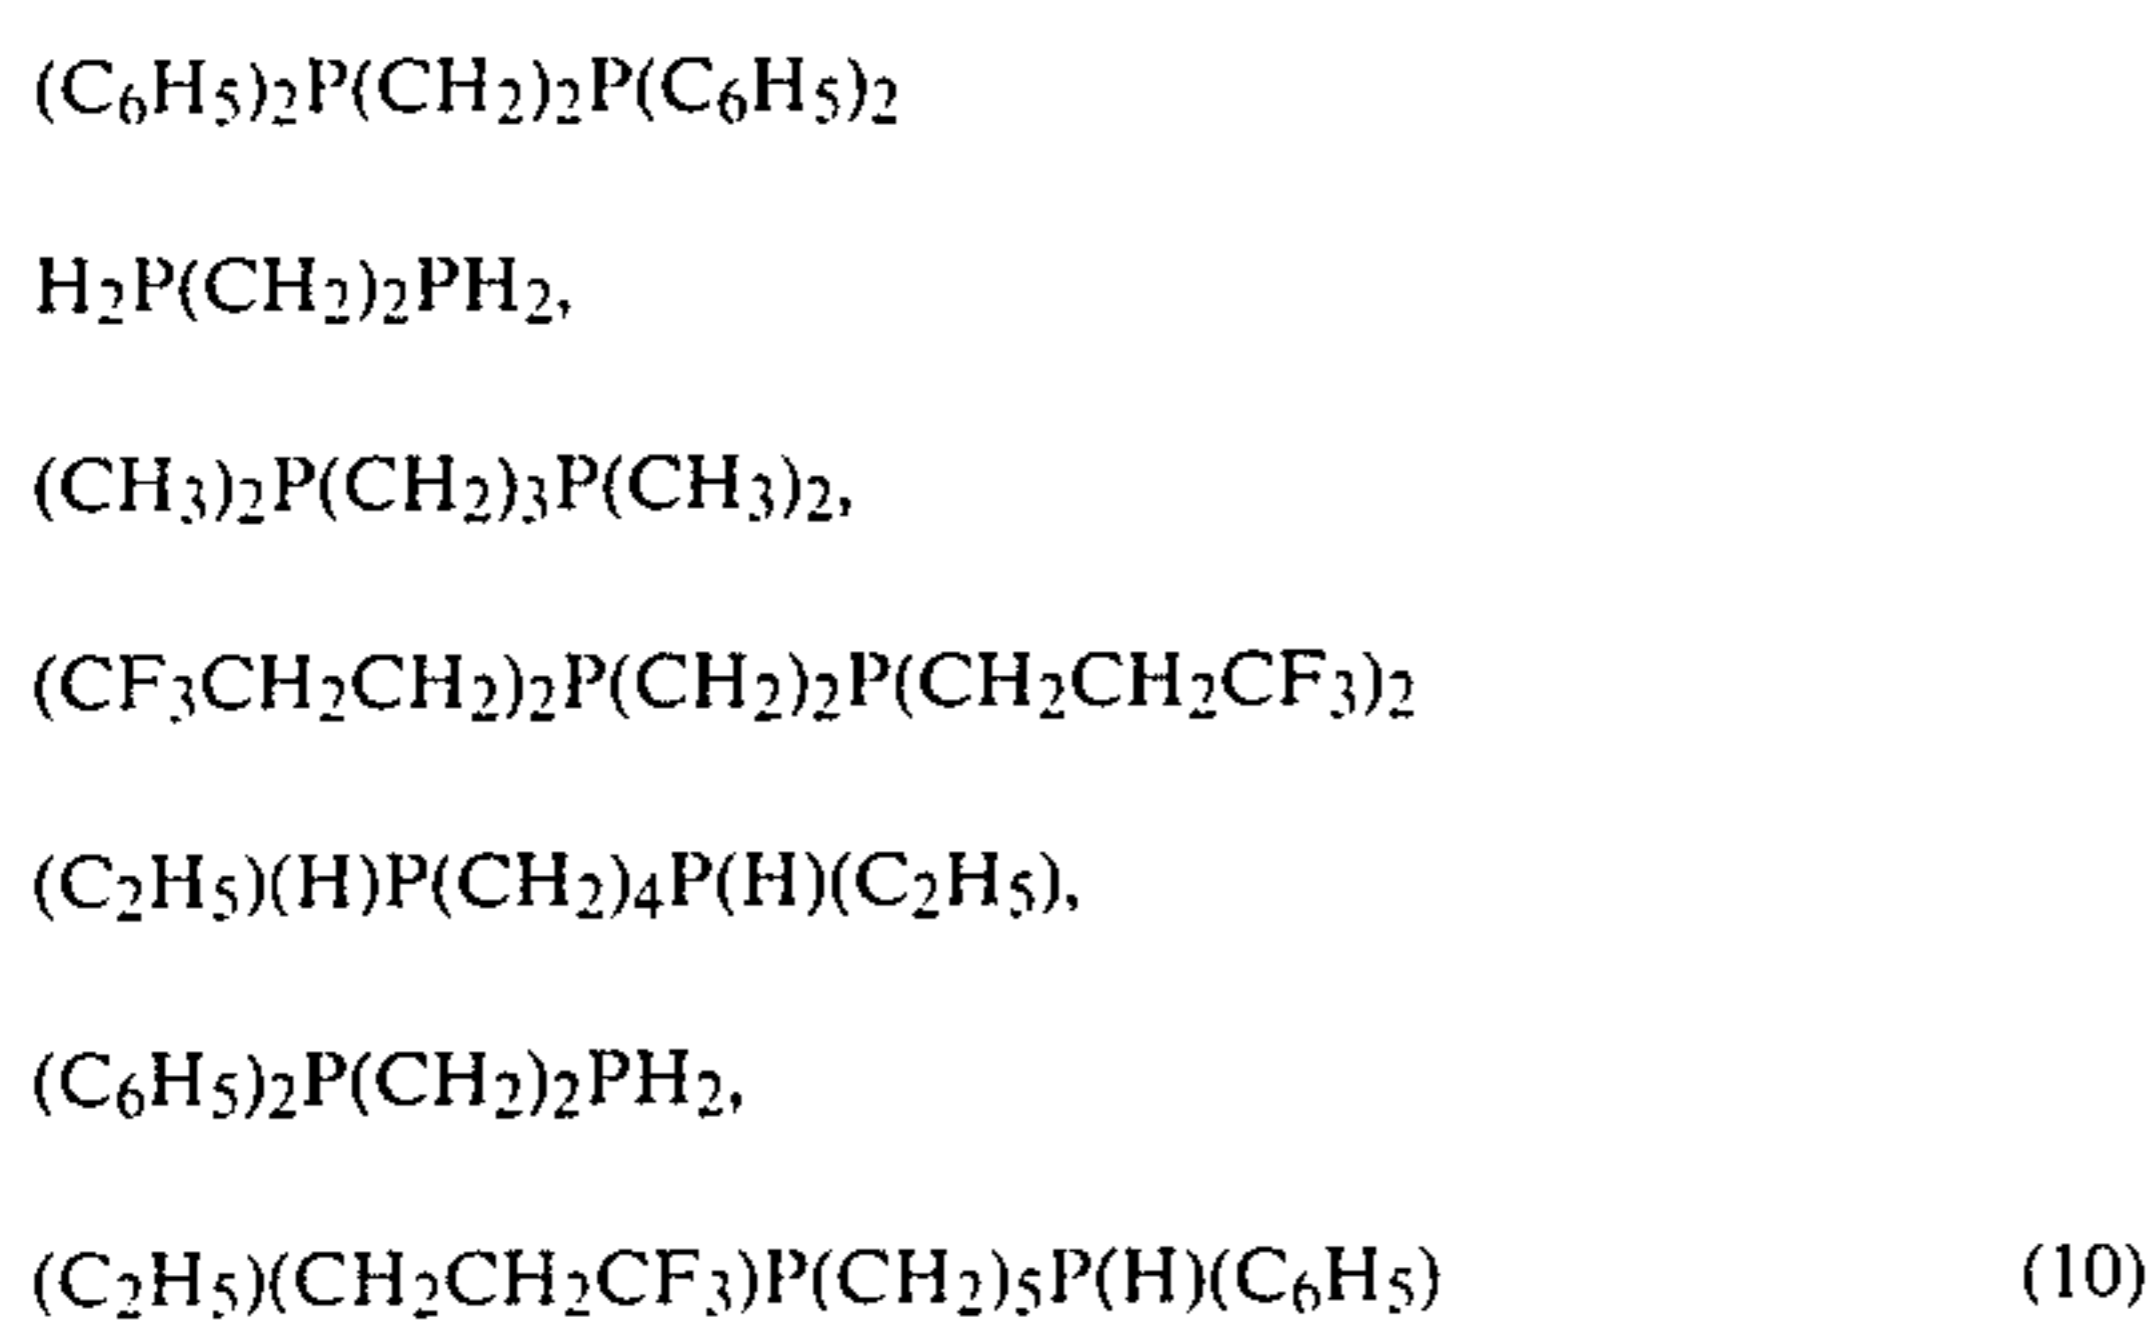 (C₆H₅)₂P(CH₂)₂P(C₆H₅)₂
H₂P(CH₂)₂PH₂,
(CH₃)₂P(CH₂)₃P(CH₃)₂,
(CF₃CH₂CH₂)₂P(CH₂)₂P(CH₂CH₂CF₃)₂
(C₂H₅)(H)P(CH₂)₄P(H)(C₂H₅),
(C₆H₅)₂P(CH₂)₂PH₂,
(C₂H₅)(CH₂CH₂CF₃)P(CH₂)₅P(H)(C₆H₅) (10)